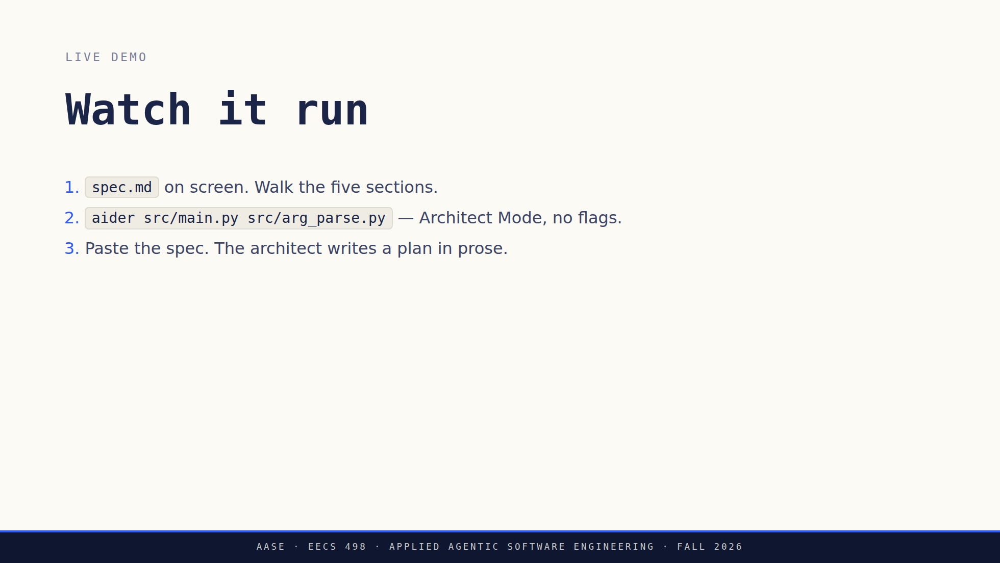 LIVE DEMO
Watch it run
1. spec.md on screen. Walk the five sections.
2. aider src/main.py src/arg_parse.py — Architect Mode, no flags.
3. Paste the spec. The architect writes a plan in prose.
AASE · EECS 498 · APPLIED AGENTIC SOFTWARE ENGINEERING · FALL 2026